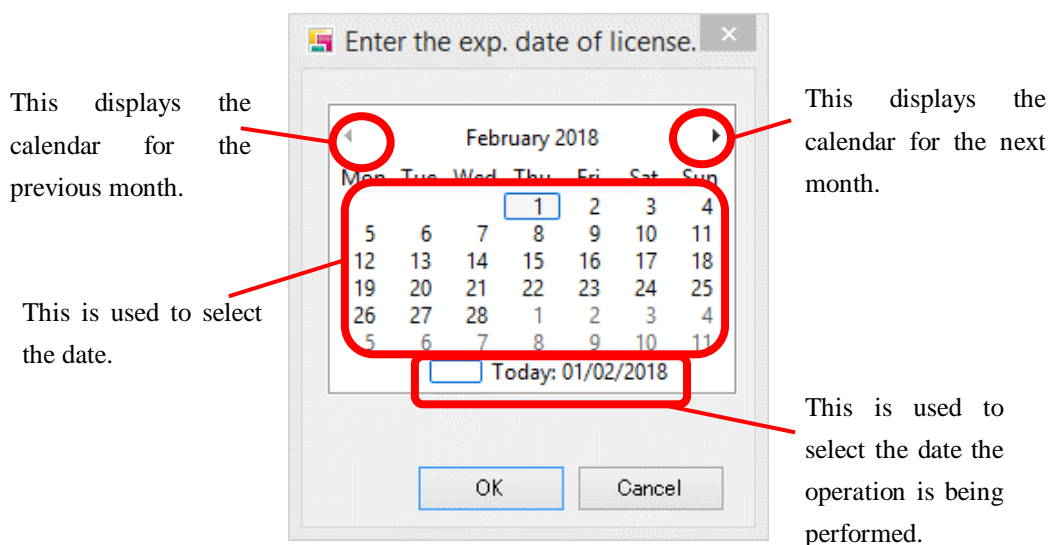 Enter the exp. date of license.
This displays the
calendar for the
previous month.
This displays the
calendar for the next
month.
February 2018
Mon Tue Wed Thu Fri Sat Sun
1 2 3 4
5 6 7 8 9 10 11
12 13 14 15 16 17 18
19 20 21 22 23 24 25
26 27 28 1 2 3 4
5 6 7 8 9 10 11
Today: 01/02/2018
This is used to select
the date.
This is used to
select the date the
operation is being
performed.
OK Cancel